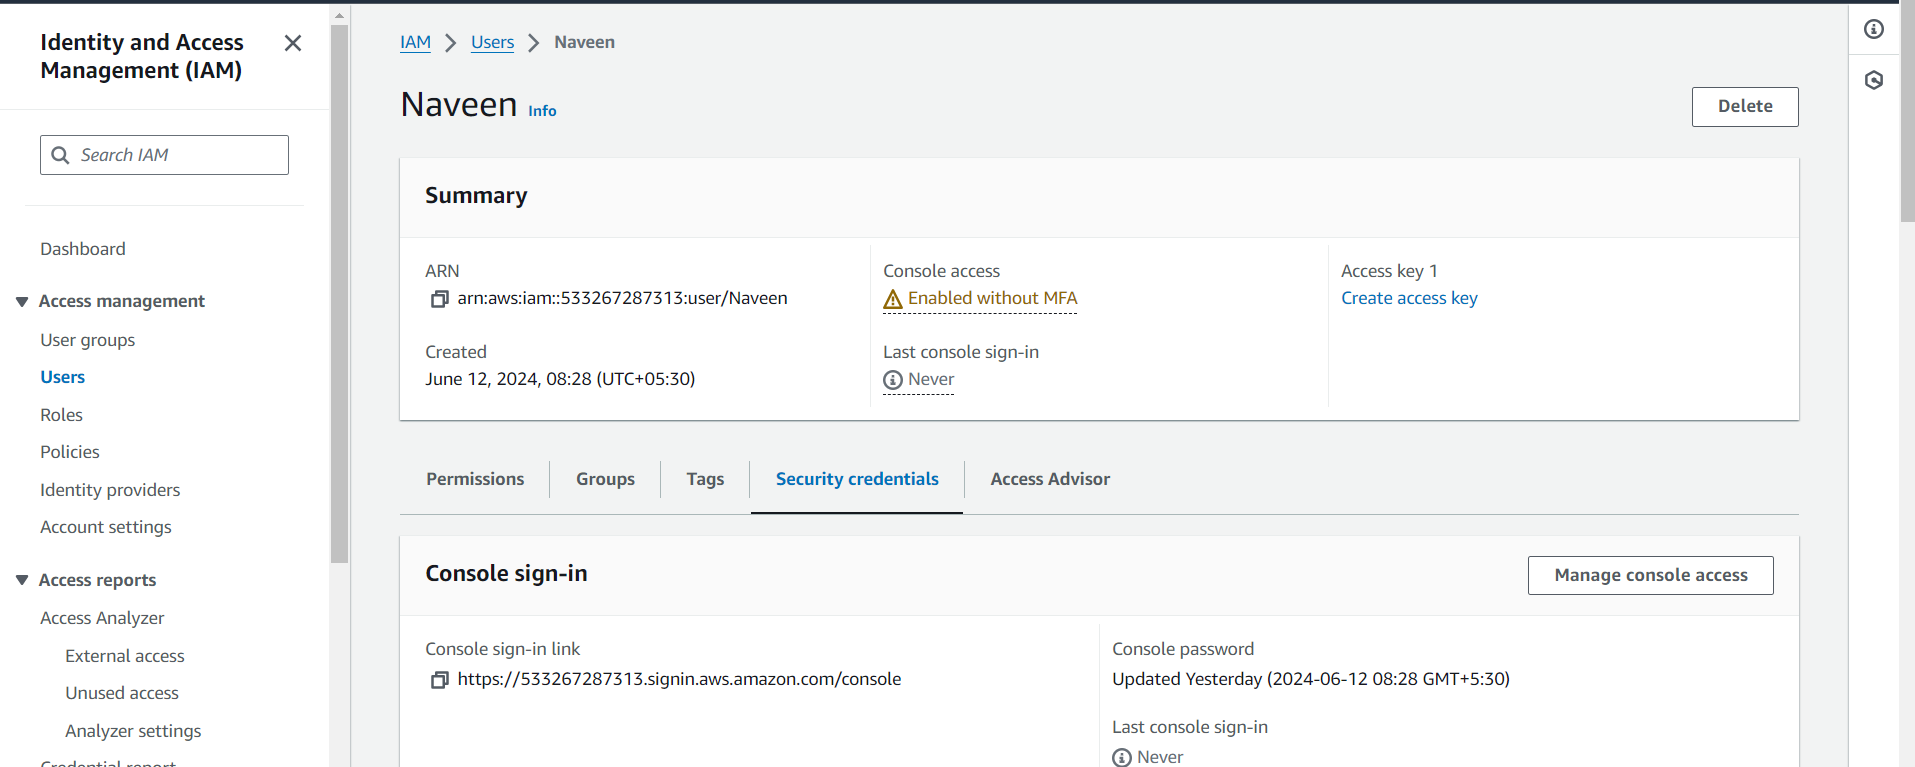 Identity and Access
Management (IAM)
Search IAM
Dashboard
Access management
User groups
Users
Roles
Policies
Identity providers
Account settings
Access reports
Access Analyzer
External access
Unused access
Analyzer settings
Credential report
IAM > Users > Naveen
Naveen Info
Delete
Summary
ARN
arn:aws:iam::533267287313:user/Naveen
Created
June 12, 2024, 08:28 (UTC+05:30)
Console access
Enabled without MFA
Last console sign-in
Never
Access key 1
Create access key
Permissions
Groups
Tags
Security credentials
Access Advisor
Console sign-in
Manage console access
Console sign-in link
https://533267287313.signin.aws.amazon.com/console
Console password
Updated Yesterday (2024-06-12 08:28 GMT+5:30)
Last console sign-in
Never